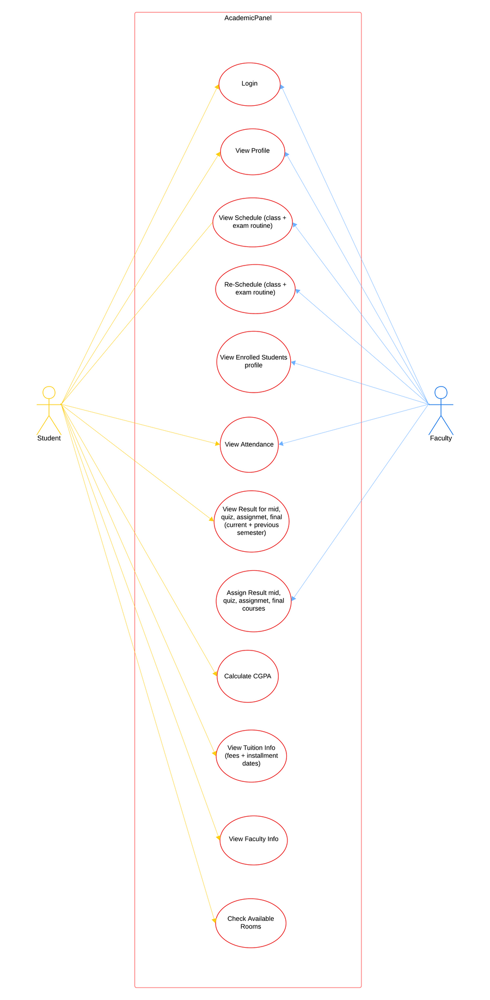 AcademicPanel
Login
View Profile
View Schedule (class +
exam routine)
Re-Schedule (class +
exam routine)
View Enrolled Students
profile
Student
Faculty
View Attendance
View Result for mid,
quiz, assignmet, final
(current + previous
semester)
Assign Result mid,
quiz, assignmet, final
courses
Calculate CGPA
View Tuition Info
(fees + installment
dates)
View Faculty Info
Check Available
Rooms